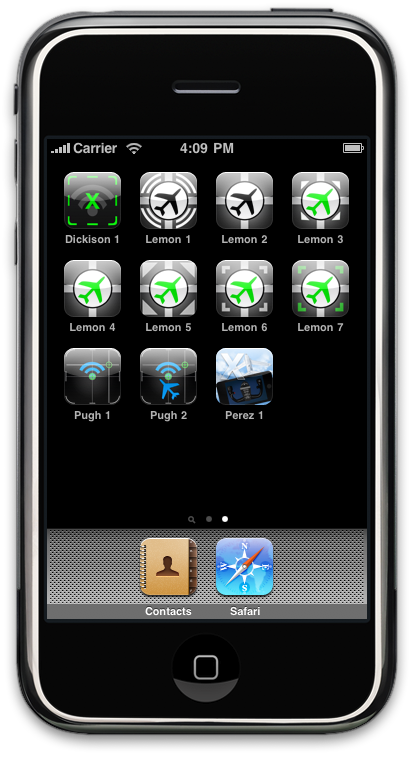 Carrier 4:09 PM
X
Dickison 1 Lemon 1 Lemon 2 Lemon 3
Lemon 4 Lemon 5 Lemon 6 Lemon 7
Pugh 1 Pugh 2 Perez 1
N
W E
S
Contacts Safari